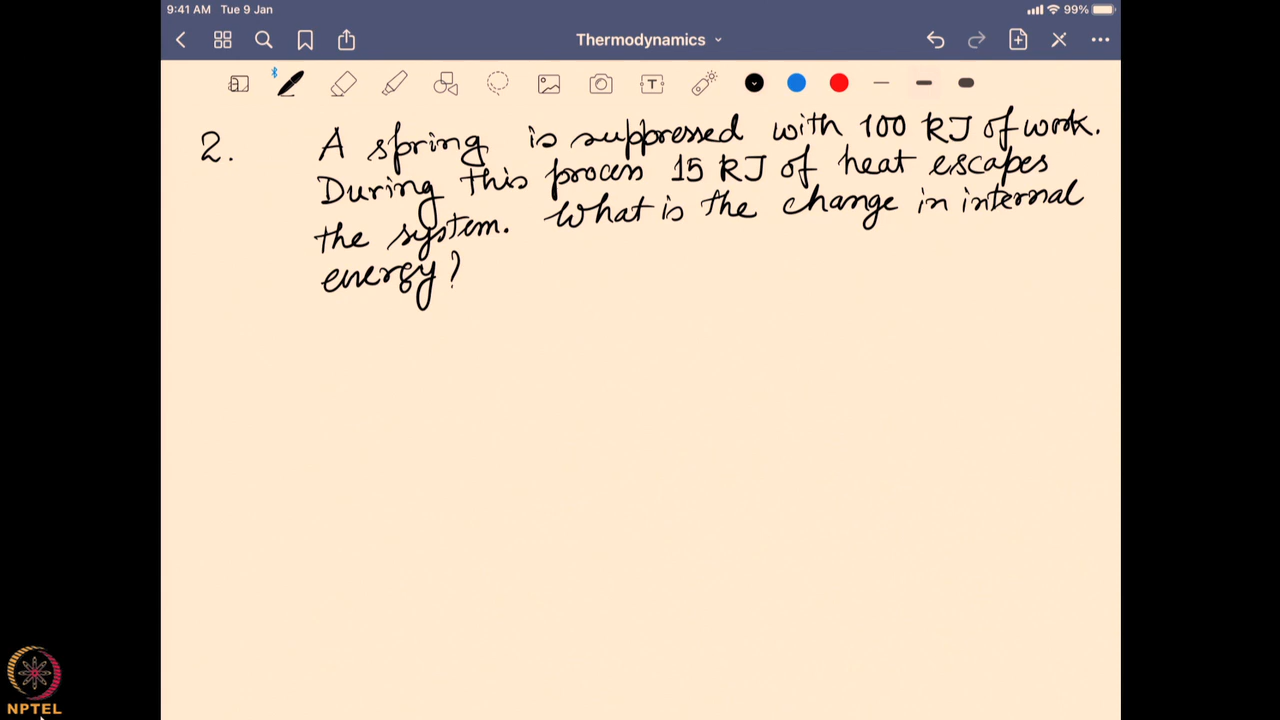 9:41 AM Tue 9 Jan
99%
Thermodynamics
2. A spring is suppressed with 100 KJ of work.
During this process 15 KJ of heat escapes
the system. What is the change in internal
energy?
NPTEL